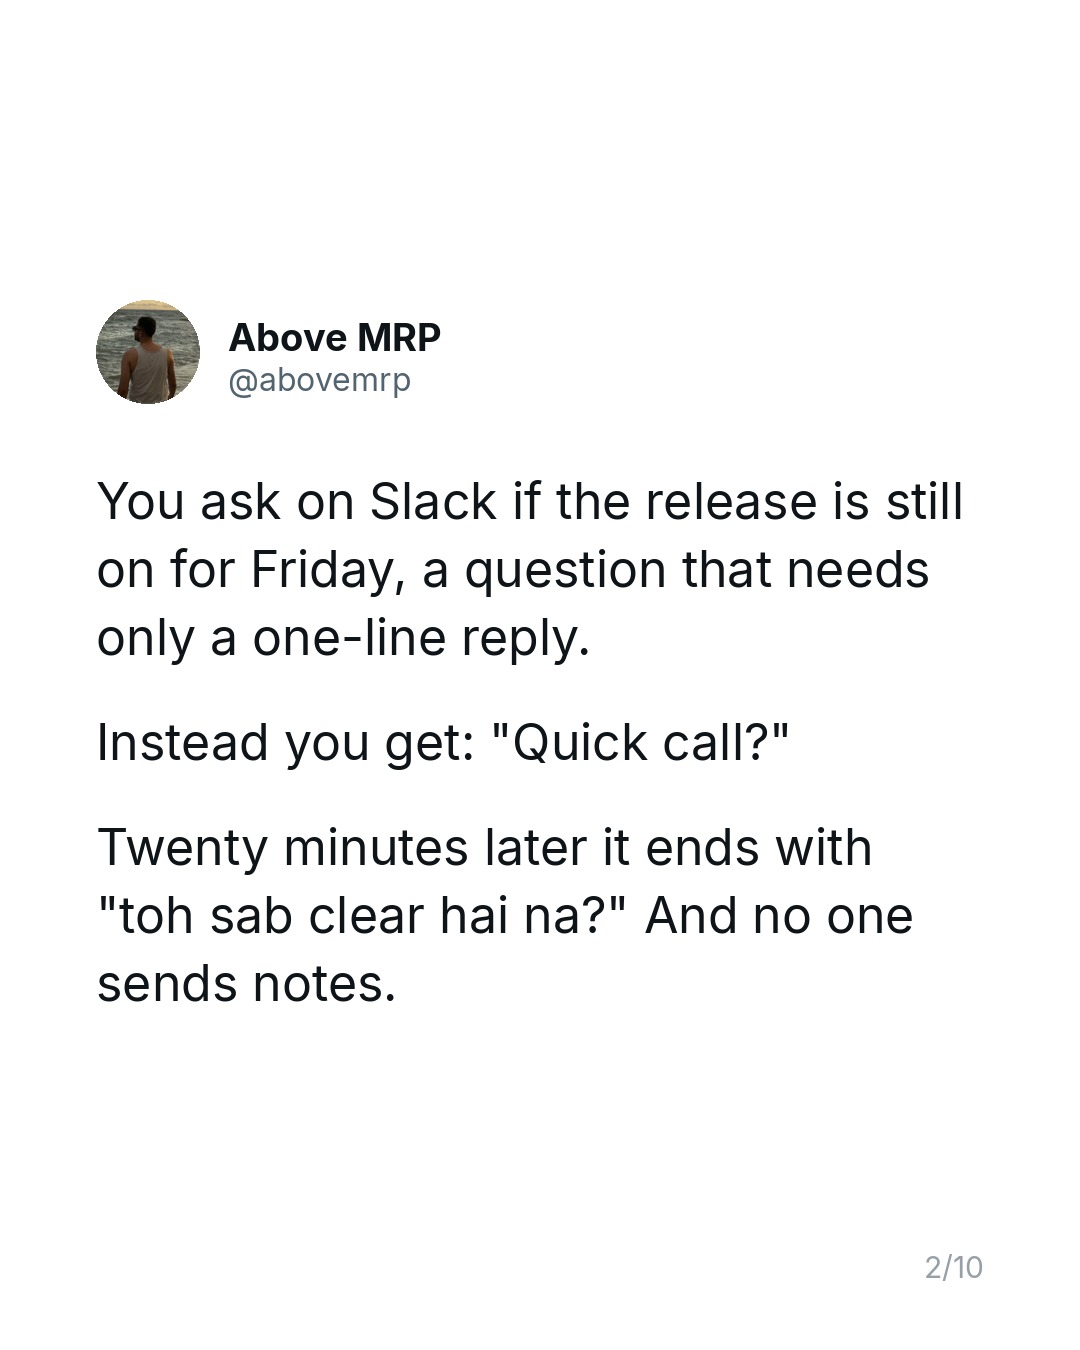 Above MRP
@abovemrp
You ask on Slack if the release is still
on for Friday, a question that needs
only a one-line reply.
Instead you get: "Quick call?"
Twenty minutes later it ends with
"toh sab clear hai na?" And no one
sends notes.
2/10